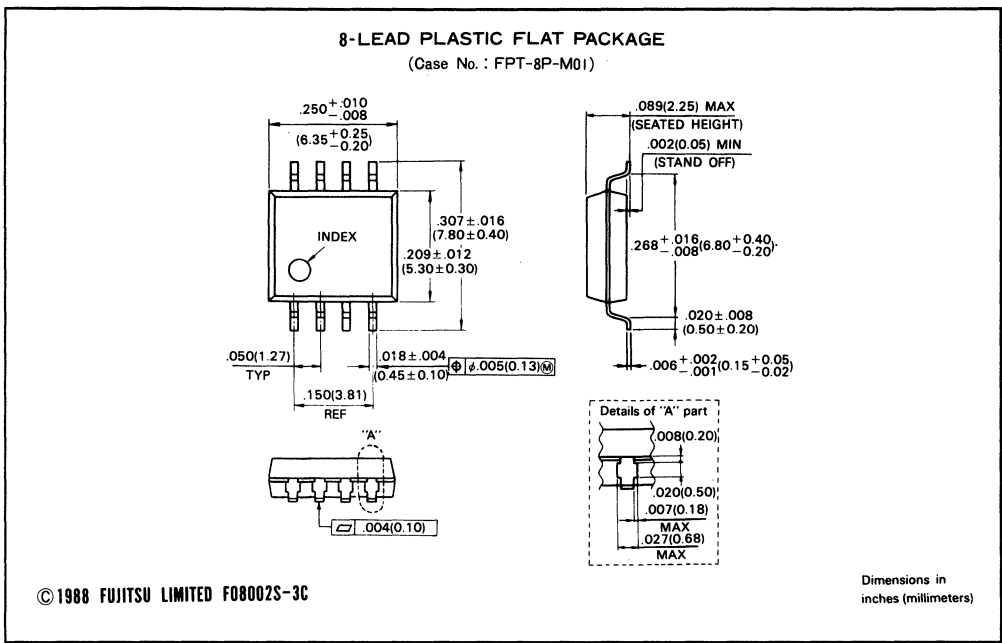 8-LEAD PLASTIC FLAT PACKAGE
(Case No. : FPT-8P-M01)
.250 +.010 −.008
(6.35 +0.25 −0.20)
INDEX
.307±.016
(7.80±0.40)
.209±.012
(5.30±0.30)
.050(1.27)
TYP
.018±.004
(0.45±0.10)
⌖ ϕ.005(0.13)Ⓜ
.150(3.81)
REF
.089(2.25) MAX
(SEATED HEIGHT)
.002(0.05) MIN
(STAND OFF)
.268 +.016 −.008 (6.80 +0.40 −0.20)
.020±.008
(0.50±0.20)
.006 +.002 −.001 (0.15 +0.05 −0.02)
"A"
⏥ .004(0.10)
Details of "A" part
.008(0.20)
.020(0.50)
.007(0.18)
MAX
.027(0.68)
MAX
©1988 FUJITSU LIMITED F08002S-3C
Dimensions in
inches (millimeters)